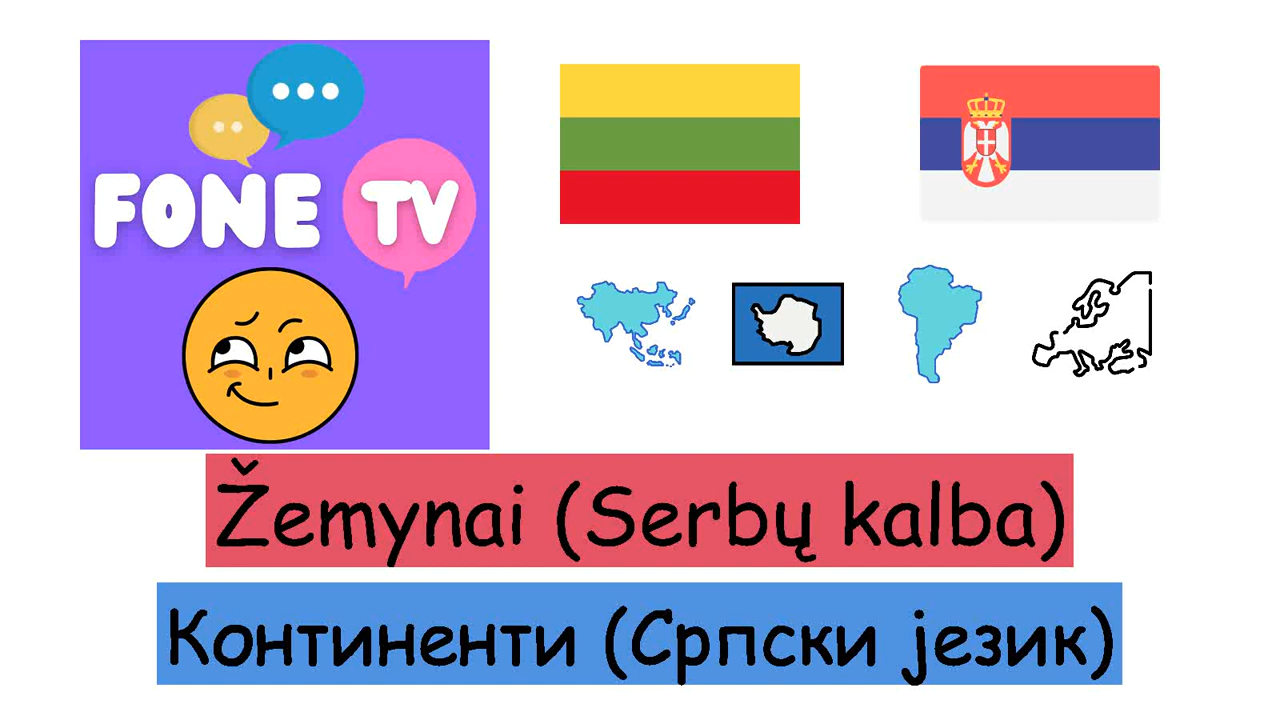 FONE TV
Žemynai (Serbų kalba)
Континенти (Српски језик)